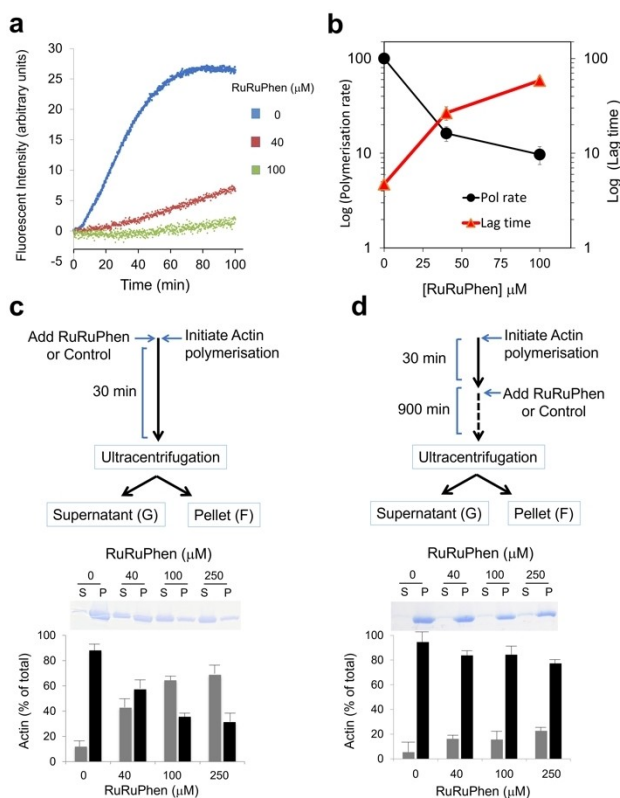 a
Fluorescent Intensity (arbitrary units)
30
25
20
15
10
5
0
-5
0 20 40 60 80 100
Time (min)
RuRuPhen (μM)
0
40
100
b
Log (Polymerisation rate)
100
10
1
Pol rate
Lag time
100
10
1
Log (Lag time)
0 25 50 75 100
[RuRuPhen] μM
c
Add RuRuPhen
or Control
Initiate Actin
polymerisation
30 min
Ultracentrifugation
Supernatant (G) Pellet (F)
RuRuPhen (μM)
0 40 100 250
S P S P S P S P
Actin (% of total)
100
80
60
40
20
0
0 40 100 250
RuRuPhen (μM)
d
Initiate Actin
polymerisation
30 min
Add RuRuPhen
or Control
900 min
Ultracentrifugation
Supernatant (G) Pellet (F)
RuRuPhen (μM)
0 40 100 250
S P S P S P S P
Actin (% of total)
100
80
60
40
20
0
0 40 100 250
RuRuPhen (μM)